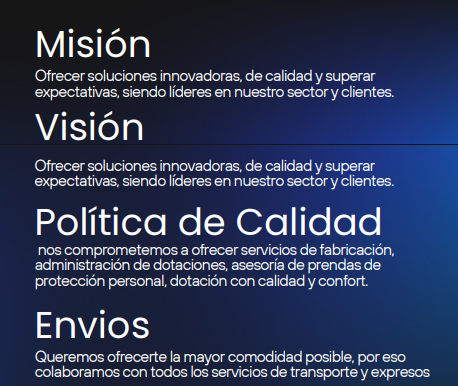 Misión
Ofrecer soluciones innovadoras, de calidad y superar
expectativas, siendo líderes en nuestro sector y clientes.
Visión
Ofrecer soluciones innovadoras, de calidad y superar
expectativas, siendo líderes en nuestro sector y clientes.
Política de Calidad
nos comprometemos a ofrecer servicios de fabricación,
administración de dotaciones, asesoría de prendas de
protección personal, dotación con calidad y confort.
Envios
Queremos ofrecerte la mayor comodidad posible, por eso
colaboramos con todos los servicios de transporte y expresos